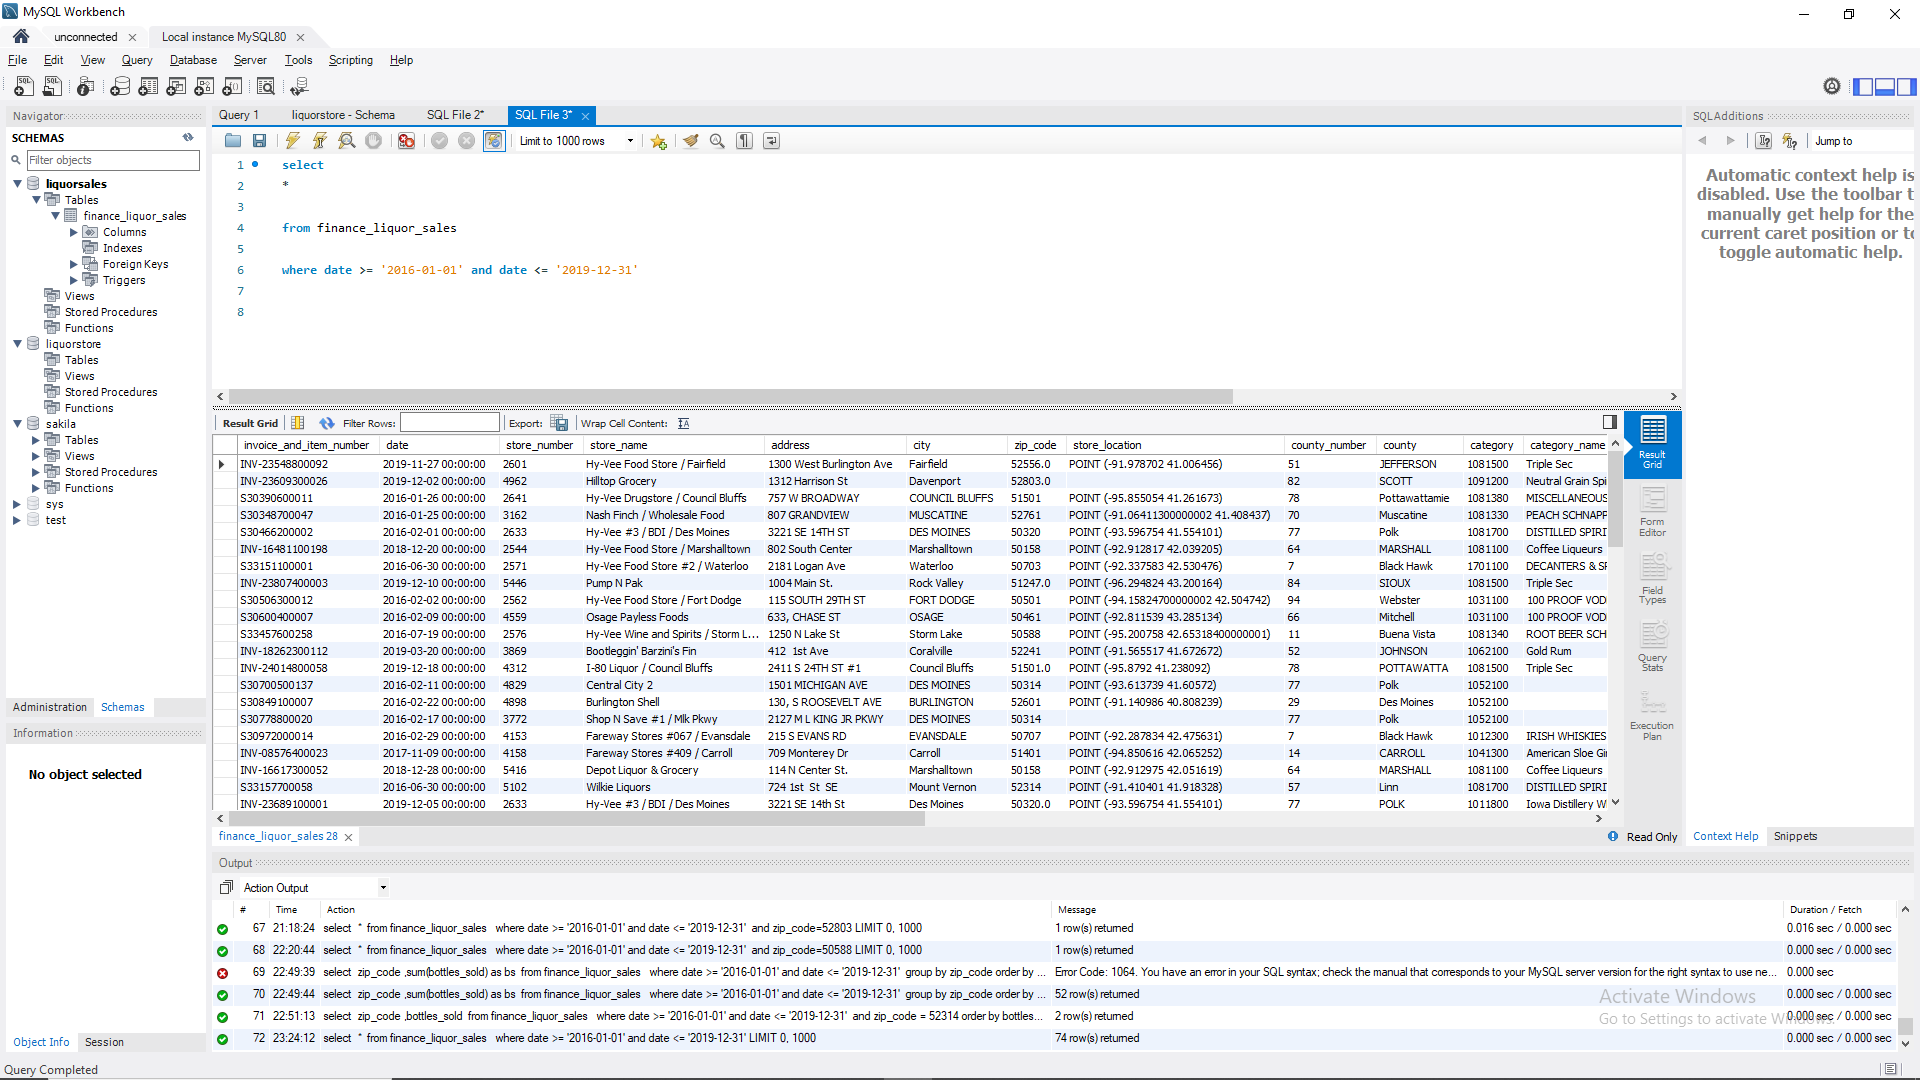 MySQL Workbench
unconnected
Local instance MySQL80
File Edit View Query Database Server Tools Scripting Help
Navigator
SCHEMAS
Filter objects
liquorsales
Tables
finance_liquor_sales
Columns
Indexes
Foreign Keys
Triggers
Views
Stored Procedures
Functions
liquorstore
Tables
Views
Stored Procedures
Functions
sakila
Tables
Views
Stored Procedures
Functions
sys
test
Administration Schemas
Information
No object selected
Object Info Session
Query Completed
Query 1 liquorstore - Schema SQL File 2* SQL File 3*
Limit to 1000 rows
1 select
2 *
3
4 from finance_liquor_sales
5
6 where date >= '2016-01-01' and date <= '2019-12-31'
7
8
Result Grid Filter Rows: Export: Wrap Cell Content:
invoice_and_item_number date store_number store_name address city zip_code store_location county_number county category category_name
INV-23548800092 2019-11-27 00:00:00 2601 Hy-Vee Food Store / Fairfield 1300 West Burlington Ave Fairfield 52556.0 POINT (-91.978702 41.006456) 51 JEFFERSON 1081500 Triple Sec
INV-23609300026 2019-12-02 00:00:00 4962 Hilltop Grocery 1312 Harrison St Davenport 52803.0 82 SCOTT 1091200 Neutral Grain Spi
S30390600011 2016-01-26 00:00:00 2641 Hy-Vee Drugstore / Council Bluffs 757 W BROADWAY COUNCIL BLUFFS 51501 POINT (-95.855054 41.261673) 78 Pottawattamie 1081380 MISCELLANEOUS
S30348700047 2016-01-25 00:00:00 3162 Nash Finch / Wholesale Food 807 GRANDVIEW MUSCATINE 52761 POINT (-91.06411300000002 41.408437) 70 Muscatine 1081330 PEACH SCHNAPP
S30466200002 2016-02-01 00:00:00 2633 Hy-Vee #3 / BDI / Des Moines 3221 SE 14TH ST DES MOINES 50320 POINT (-93.596754 41.554101) 77 Polk 1081700 DISTILLED SPIRI
INV-16481100198 2018-12-20 00:00:00 2544 Hy-Vee Food Store / Marshalltown 802 South Center Marshalltown 50158 POINT (-92.912817 42.039205) 64 MARSHALL 1081100 Coffee Liqueurs
S33151100001 2016-06-30 00:00:00 2571 Hy-Vee Food Store #2 / Waterloo 2181 Logan Ave Waterloo 50703 POINT (-92.337583 42.530476) 7 Black Hawk 1701100 DECANTERS & SP
INV-23807400003 2019-12-10 00:00:00 5446 Pump N Pak 1004 Main St. Rock Valley 51247.0 POINT (-96.294824 43.200164) 84 SIOUX 1081500 Triple Sec
S30506300012 2016-02-02 00:00:00 2562 Hy-Vee Food Store / Fort Dodge 115 SOUTH 29TH ST FORT DODGE 50501 POINT (-94.15824700000002 42.504742) 94 Webster 1031100 100 PROOF VOD
S30600400007 2016-02-09 00:00:00 4559 Osage Payless Foods 633, CHASE ST OSAGE 50461 POINT (-92.811539 43.285134) 66 Mitchell 1031100 100 PROOF VOD
S33457600258 2016-07-19 00:00:00 2576 Hy-Vee Wine and Spirits / Storm L... 1250 N Lake St Storm Lake 50588 POINT (-95.200758 42.65318400000001) 11 Buena Vista 1081340 ROOT BEER SCH
INV-18262300112 2019-03-20 00:00:00 3869 Bootleggin' Barzini's Fin 412 1st Ave Coralville 52241 POINT (-91.565517 41.672672) 52 JOHNSON 1062100 Gold Rum
INV-24014800058 2019-12-18 00:00:00 4312 I-80 Liquor / Council Bluffs 2411 S 24TH ST #1 Council Bluffs 51501.0 POINT (-95.8792 41.238092) 78 POTTAWATTA 1081500 Triple Sec
S30700500137 2016-02-11 00:00:00 4829 Central City 2 1501 MICHIGAN AVE DES MOINES 50314 POINT (-93.613739 41.60572) 77 Polk 1052100
S30849100007 2016-02-22 00:00:00 4898 Burlington Shell 130, S ROOSEVELT AVE BURLINGTON 52601 POINT (-91.140986 40.808239) 29 Des Moines 1052100
S30778800020 2016-02-17 00:00:00 3772 Shop N Save #1 / Mlk Pkwy 2127 M L KING JR PKWY DES MOINES 50314 77 Polk 1052100
S30972000014 2016-02-29 00:00:00 4153 Fareway Stores #067 / Evansdale 215 S EVANS RD EVANSDALE 50707 POINT (-92.287834 42.475631) 7 Black Hawk 1012300 IRISH WHISKIES
INV-08576400023 2017-11-09 00:00:00 4158 Fareway Stores #409 / Carroll 709 Monterey Dr Carroll 51401 POINT (-94.850616 42.065252) 14 CARROLL 1041300 American Sloe Gi
INV-16617300052 2018-12-28 00:00:00 5416 Depot Liquor & Grocery 114 N Center St. Marshalltown 50158 POINT (-92.912975 42.051619) 64 MARSHALL 1081100 Coffee Liqueurs
S33157700058 2016-06-30 00:00:00 5102 Wilkie Liquors 724 1st St SE Mount Vernon 52314 POINT (-91.410401 41.918328) 57 Linn 1081700 DISTILLED SPIRI
INV-23689100001 2019-12-05 00:00:00 2633 Hy-Vee #3 / BDI / Des Moines 3221 SE 14th St Des Moines 50320.0 POINT (-93.596754 41.554101) 77 POLK 1011800 Iowa Distillery W
finance_liquor_sales 28
Read Only
Result Grid
Form Editor
Field Types
Query Stats
Execution Plan
SQLAdditions
Jump to
Automatic context help is
disabled. Use the toolbar t
manually get help for the
current caret position or to
toggle automatic help.
Context Help Snippets
Output
Action Output
# Time Action Message Duration / Fetch
67 21:18:24 select * from finance_liquor_sales where date >= '2016-01-01' and date <= '2019-12-31' and zip_code=52803 LIMIT 0, 1000 1 row(s) returned 0.016 sec / 0.000 sec
68 22:20:44 select * from finance_liquor_sales where date >= '2016-01-01' and date <= '2019-12-31' and zip_code=50588 LIMIT 0, 1000 1 row(s) returned 0.000 sec / 0.000 sec
69 22:49:39 select zip_code ,sum(bottles_sold) as bs from finance_liquor_sales where date >= '2016-01-01' and date <= '2019-12-31' group by zip_code order by ... Error Code: 1064. You have an error in your SQL syntax; check the manual that corresponds to your MySQL server version for the right syntax to use ne... 0.000 sec
70 22:49:44 select zip_code ,sum(bottles_sold) as bs from finance_liquor_sales where date >= '2016-01-01' and date <= '2019-12-31' group by zip_code order by ... 52 row(s) returned 0.000 sec / 0.000 sec
71 22:51:13 select zip_code ,bottles_sold from finance_liquor_sales where date >= '2016-01-01' and date <= '2019-12-31' and zip_code = 52314 order by bottles... 2 row(s) returned 0.000 sec / 0.000 sec
72 23:24:12 select * from finance_liquor_sales where date >= '2016-01-01' and date <= '2019-12-31' LIMIT 0, 1000 74 row(s) returned 0.000 sec / 0.000 sec
Activate Windows
Go to Settings to activate Windows.